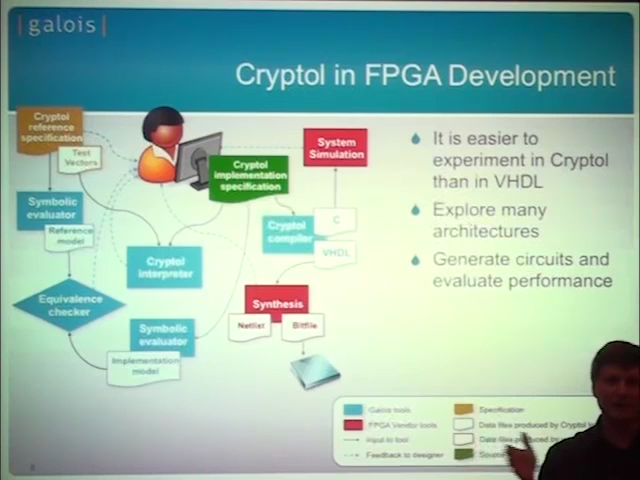 |galois|
Cryptol in FPGA Development
Cryptol
reference
specification
Test
Vectors
Symbolic
evaluator
Reference
model
Equivalence
checker
Cryptol
interpreter
Symbolic
evaluator
Implementation
model
Cryptol
implementation
specification
System
Simulation
Cryptol
compiler
C
VHDL
Synthesis
Netlist
Bitfile
It is easier to
experiment in Cryptol
than in VHDL
Explore many
architectures
Generate circuits and
evaluate performance
Galois tools
FPGA Vendor tools
Input to tool
Feedback to designer
Specification
Data files produced by Cryptol
Data files produced by